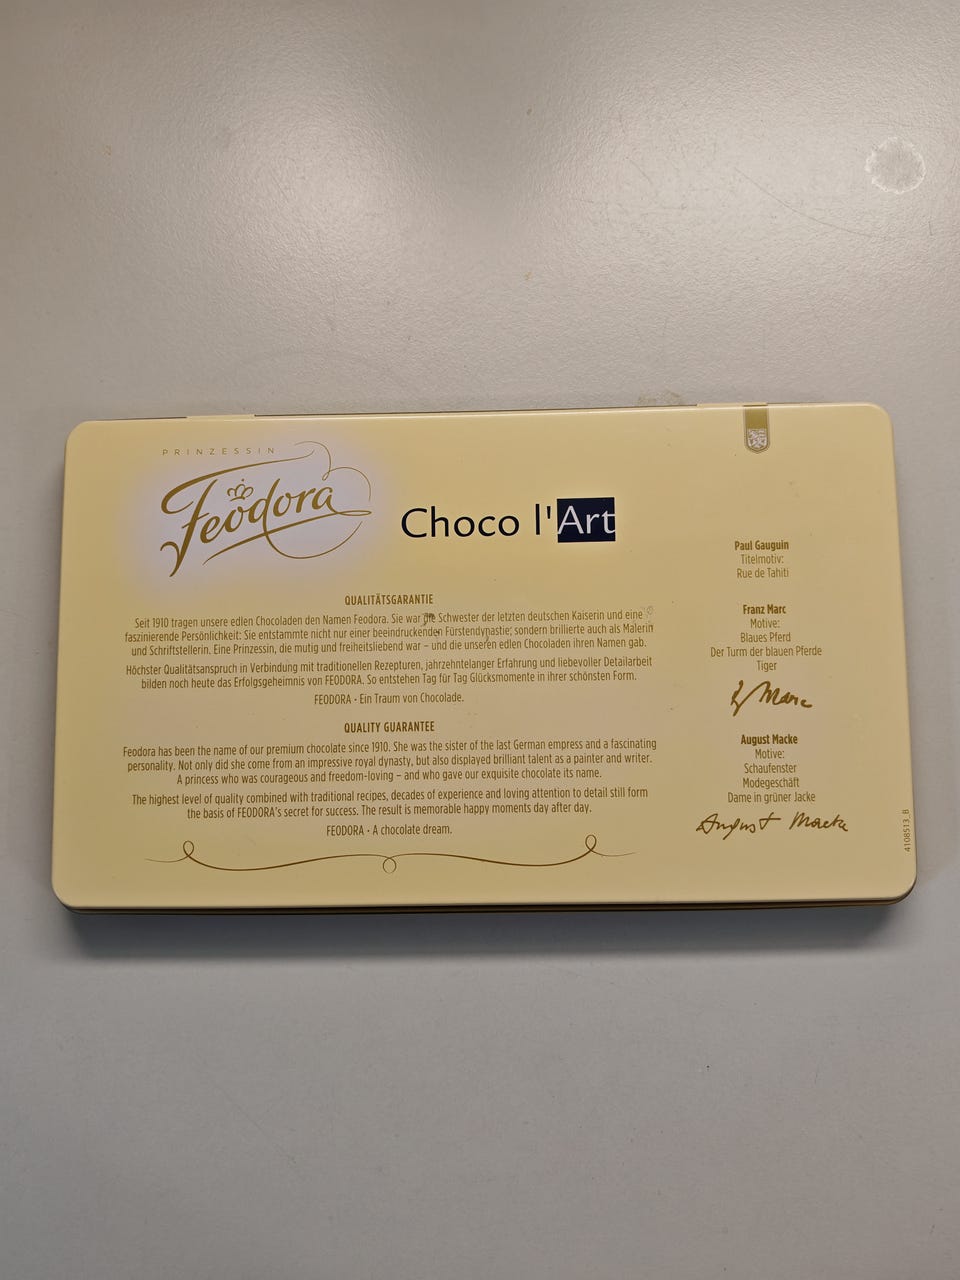 PRINZESSIN
Feodora
Choco l'Art
QUALITÄTSGARANTIE
Seit 1910 tragen unsere edlen Chocoladen den Namen Feodora. Sie war die Schwester der letzten deutschen Kaiserin und eine
faszinierende Persönlichkeit: Sie entstammte nicht nur einer beeindruckenden Fürstendynastie; sondern brillierte auch als Malerin
und Schriftstellerin. Eine Prinzessin, die mutig und freiheitsliebend war – und die unseren edlen Chocoladen ihren Namen gab.
Höchster Qualitätsanspruch in Verbindung mit traditionellen Rezepturen, jahrzehntelanger Erfahrung und liebevoller Detailarbeit
bilden noch heute das Erfolgsgeheimnis von FEODORA. So entstehen Tag für Tag Glücksmomente in ihrer schönsten Form.
FEODORA · Ein Traum von Chocolade.
QUALITY GUARANTEE
Feodora has been the name of our premium chocolate since 1910. She was the sister of the last German empress and a fascinating
personality. Not only did she come from an impressive royal dynasty, but also displayed brilliant talent as a painter and writer.
A princess who was courageous and freedom-loving – and who gave our exquisite chocolate its name.
The highest level of quality combined with traditional recipes, decades of experience and loving attention to detail still form
the basis of FEODORA's secret for success. The result is memorable happy moments day after day.
FEODORA · A chocolate dream.
Paul Gauguin
Titelmotiv:
Rue de Tahiti
Franz Marc
Motive:
Blaues Pferd
Der Turm der blauen Pferde
Tiger
Marc
August Macke
Motive:
Schaufenster
Modegeschäft
Dame in grüner Jacke
August Macke
4108513_B